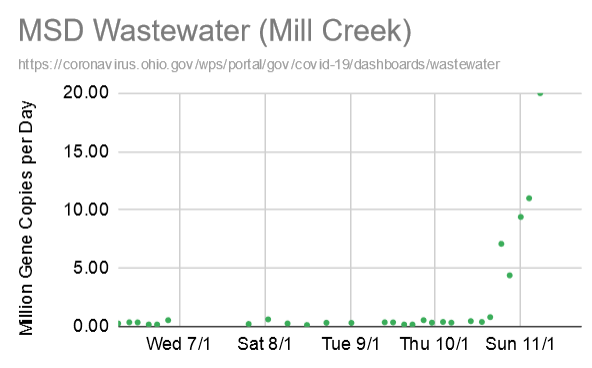 MSD Wastewater (Mill Creek)
https://coronavirus.ohio.gov/wps/portal/gov/covid-19/dashboards/wastewater
Million Gene Copies per Day
20.00
15.00
10.00
5.00
0.00
Wed 7/1 Sat 8/1 Tue 9/1 Thu 10/1 Sun 11/1